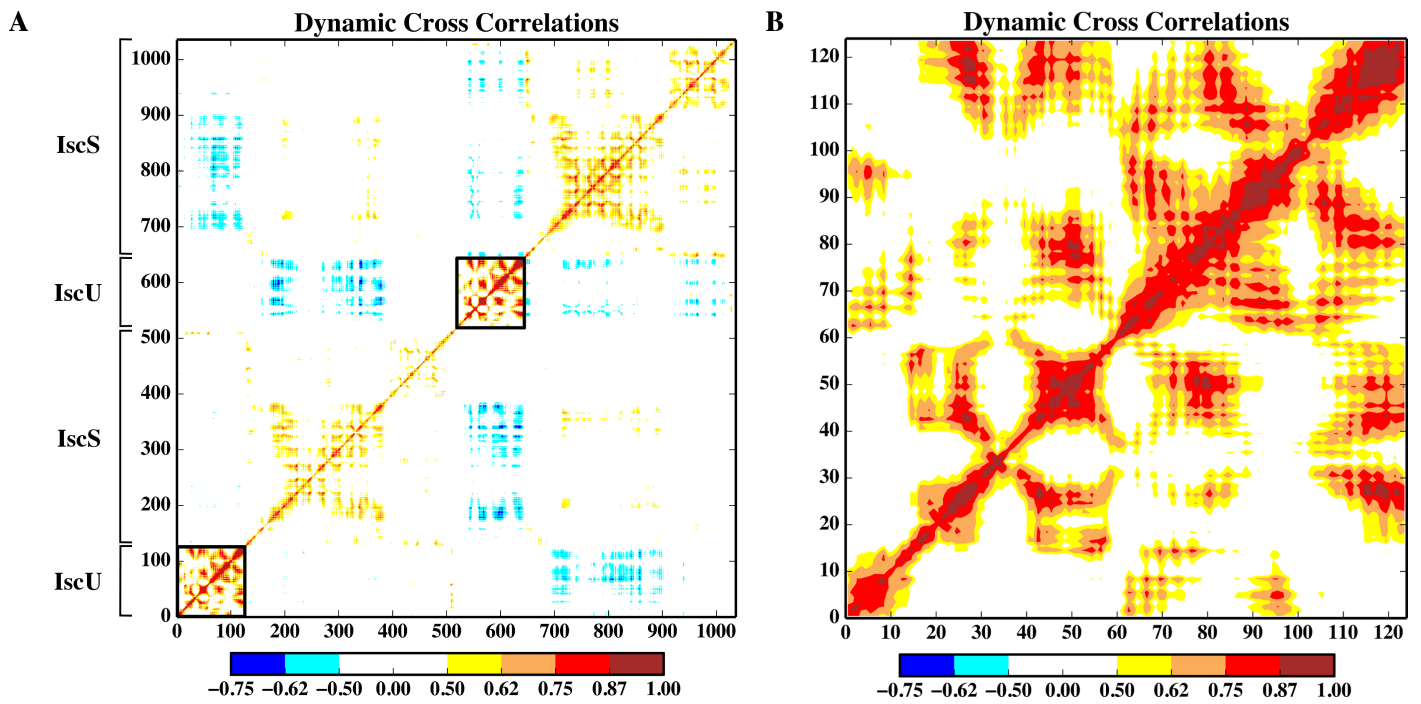 A
Dynamic Cross Correlations
IscS
IscU
IscS
IscU
1000
900
800
700
600
500
400
300
200
100
0
0 100 200 300 400 500 600 700 800 900 1000
−0.75 −0.62 −0.50 0.00 0.50 0.62 0.75 0.87 1.00
B
Dynamic Cross Correlations
120
110
100
90
80
70
60
50
40
30
20
10
0
0 10 20 30 40 50 60 70 80 90 100 110 120
−0.75 −0.62 −0.50 0.00 0.50 0.62 0.75 0.87 1.00